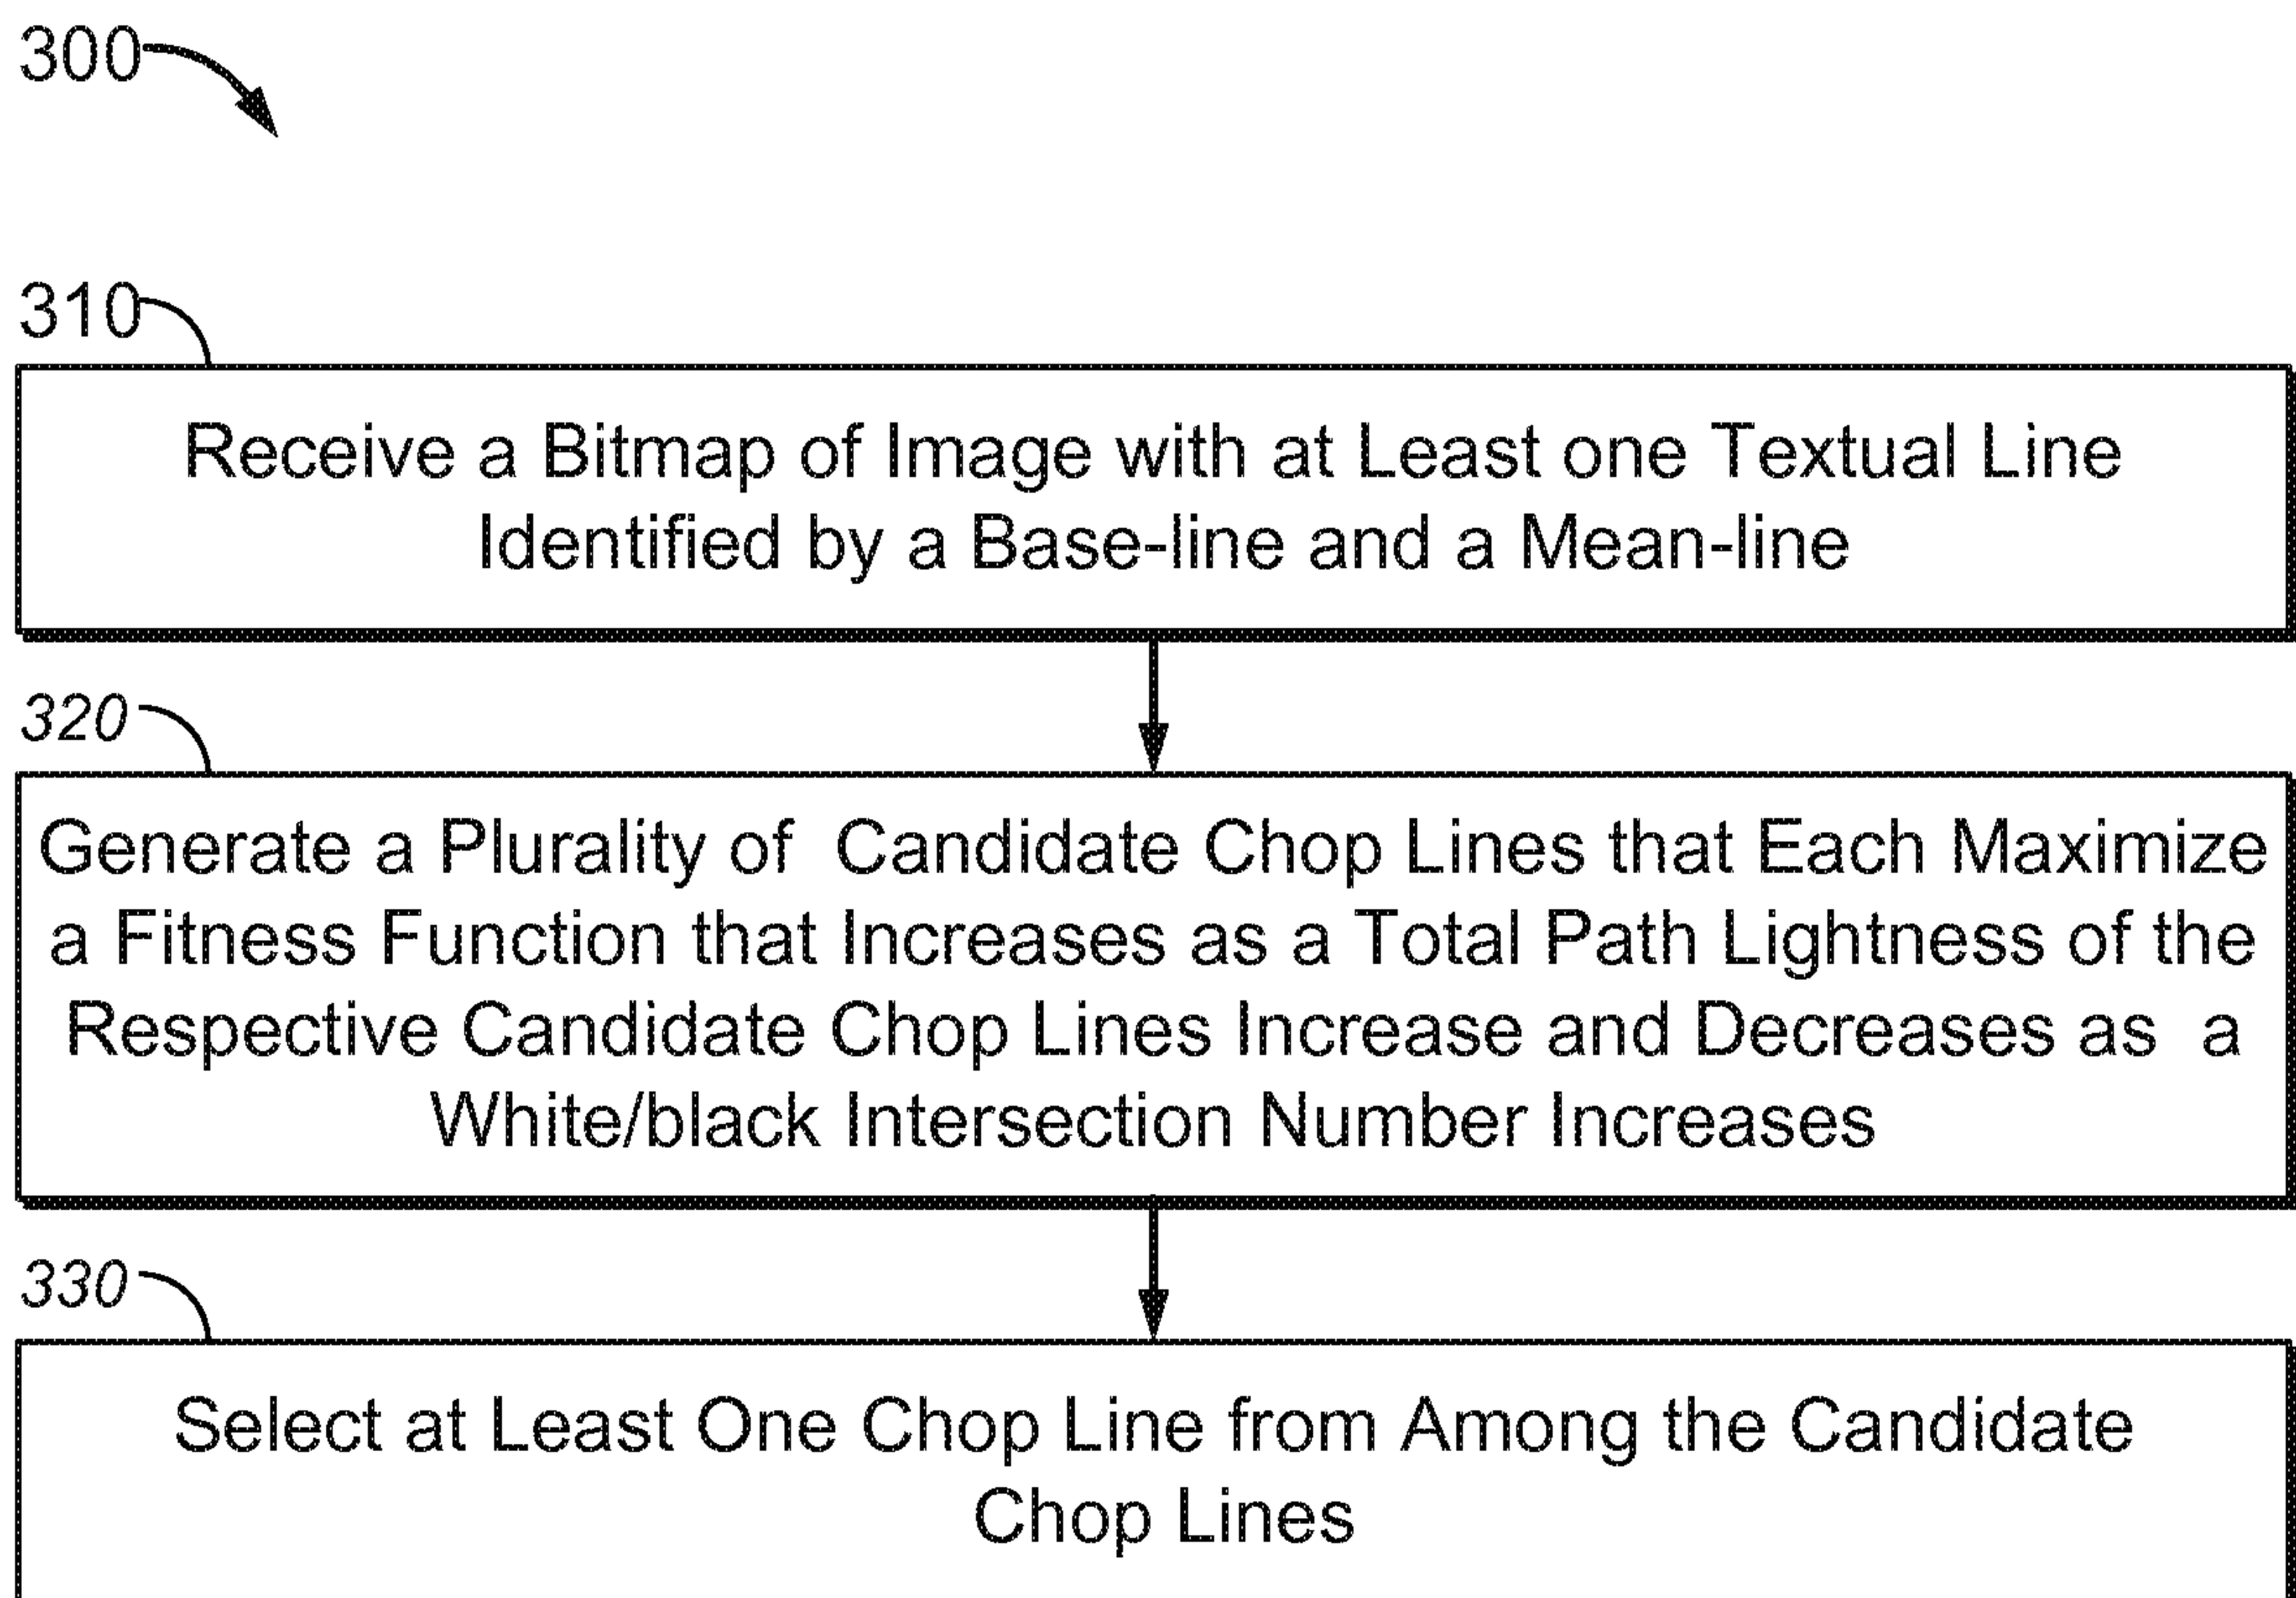 300
310
Receive a Bitmap of Image with at Least one Textual Line
Identified by a Base-line and a Mean-line
320
Generate a Plurality of Candidate Chop Lines that Each Maximize
a Fitness Function that Increases as a Total Path Lightness of the
Respective Candidate Chop Lines Increase and Decreases as a
White/black Intersection Number Increases
330
Select at Least One Chop Line from Among the Candidate
Chop Lines